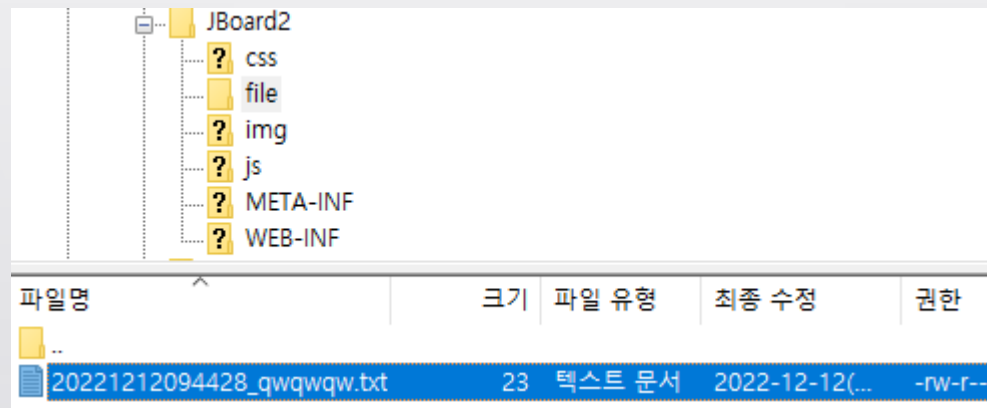 JBoard2
css
file
img
js
META-INF
WEB-INF
파일명 크기 파일 유형 최종 수정 권한
..
20221212094428_qwqwqw.txt 23 텍스트 문서 2022-12-12(... -rw-r--